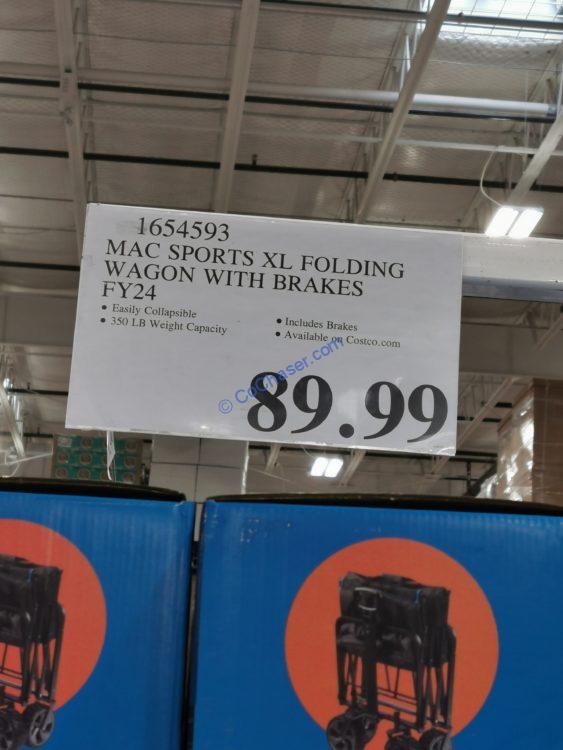 1654593
MAC SPORTS XL FOLDING
WAGON WITH BRAKES
FY24
• Easily Collapsible
• 350 LB Weight Capacity
• Includes Brakes
• Available on Costco.com
89.99
© CoChaser.com